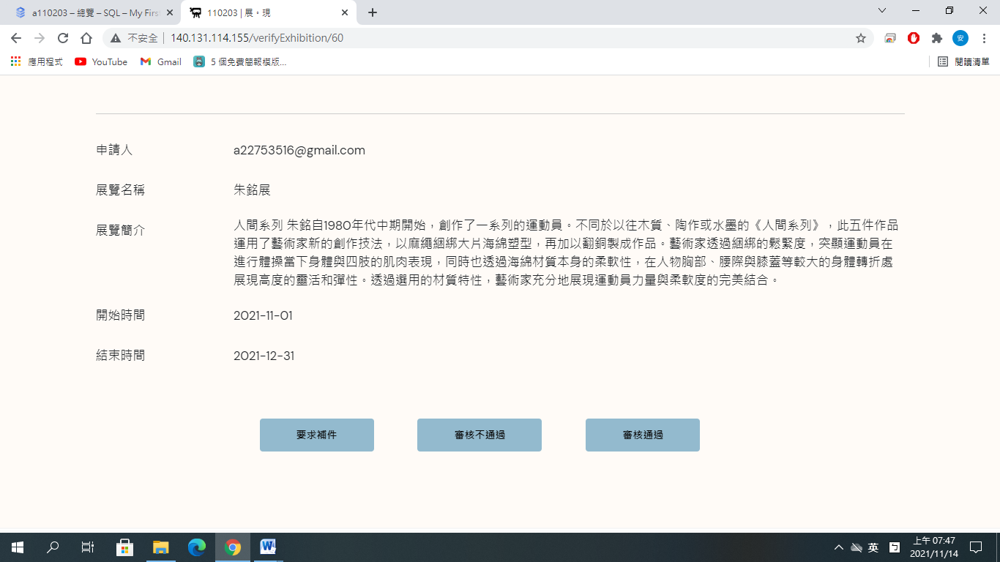 a110203 – 總覽 – SQL – My Firs
110203 | 展。現
不安全
140.131.114.155/verifyExhibition/60
安
應用程式
YouTube
Gmail
5 個免費簡報模版...
閱讀清單
申請人
a22753516@gmail.com
展覽名稱
朱銘展
展覽簡介
人間系列 朱銘自1980年代中期開始，創作了一系列的運動員。不同於以往木質、陶作或水墨的《人間系列》，此五件作品
運用了藝術家新的創作技法，以麻繩綑綁大片海綿塑型，再加以翻銅製成作品。藝術家透過綑綁的鬆緊度，突顯運動員在
進行體操當下身體與四肢的肌肉表現，同時也透過海綿材質本身的柔軟性，在人物胸部、腰際與膝蓋等較大的身體轉折處
展現高度的靈活和彈性。透過選用的材質特性，藝術家充分地展現運動員力量與柔軟度的完美結合。
開始時間
2021-11-01
結束時間
2021-12-31
要求補件
審核不通過
審核通過
英
上午 07:47
2021/11/14